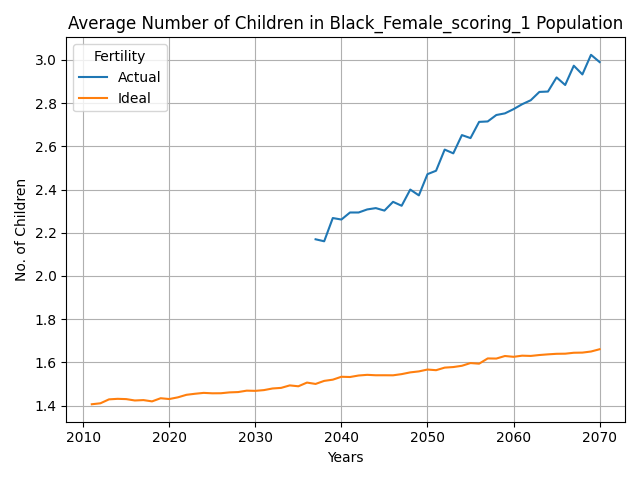 Average Number of Children in Black_Female_scoring_1 Population
Fertility
Actual
Ideal
No. of Children
3.0
2.8
2.6
2.4
2.2
2.0
1.8
1.6
1.4
2010 2020 2030 2040 2050 2060 2070
Years